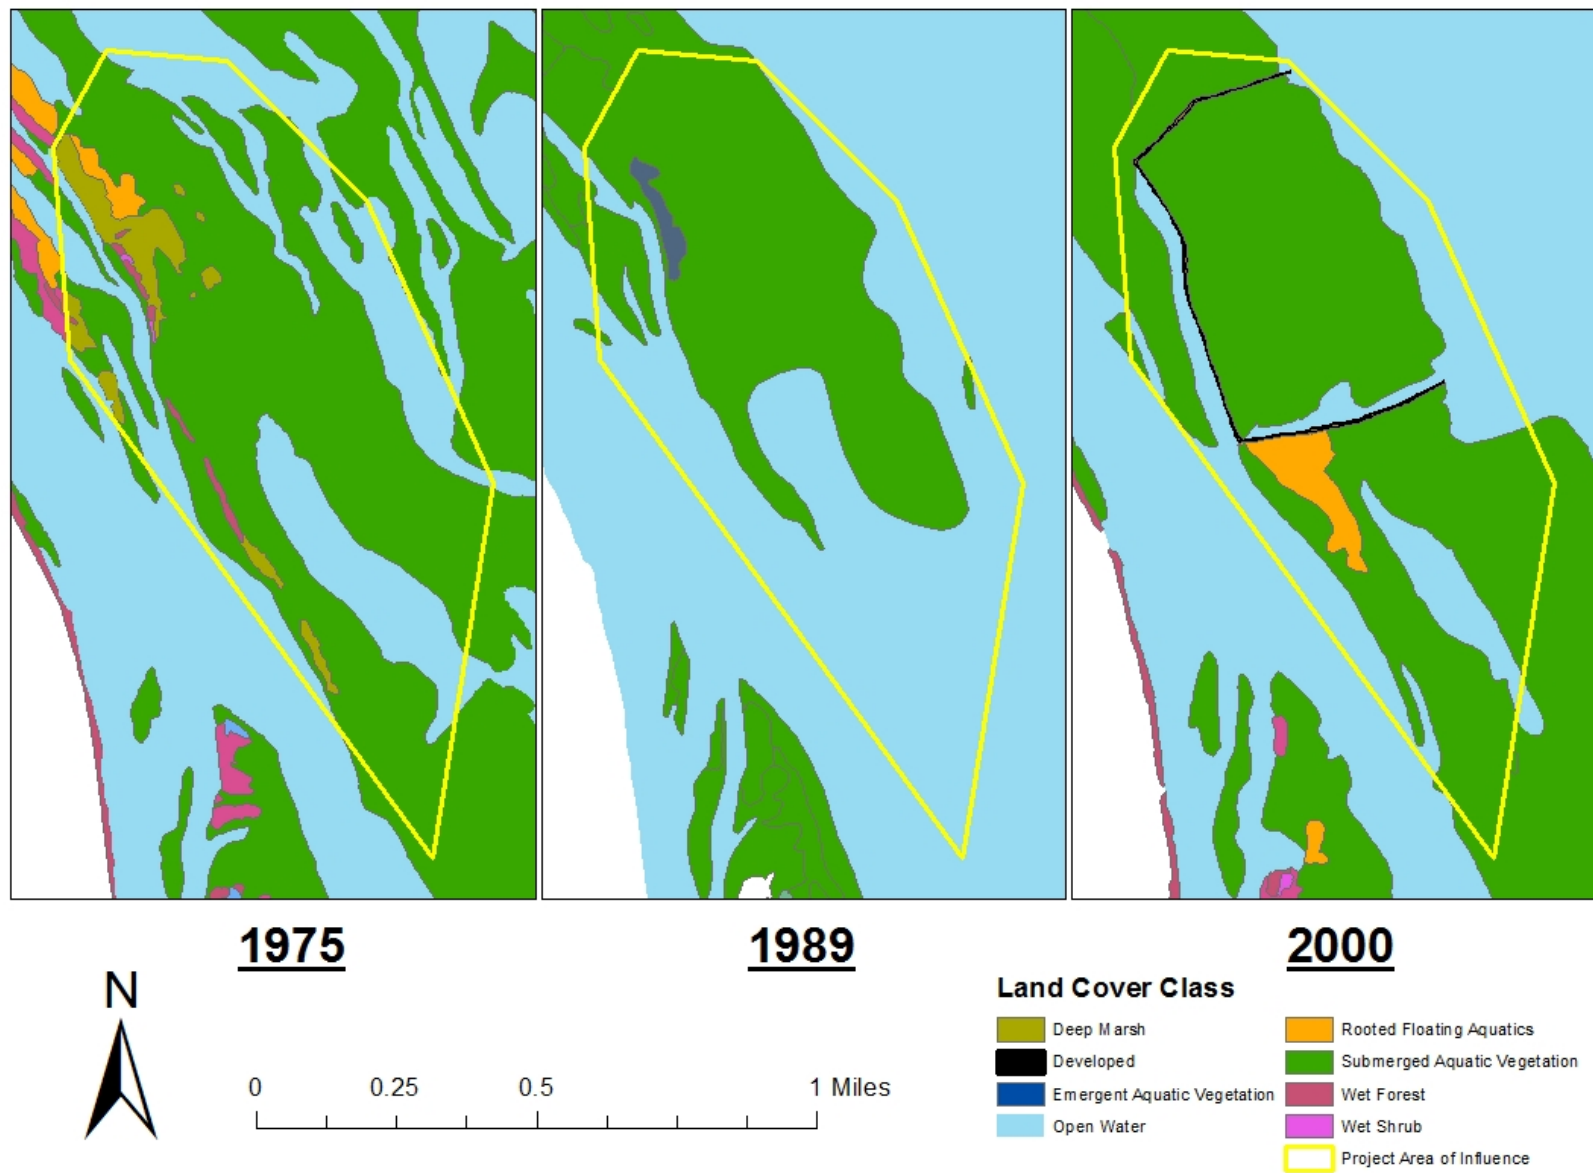 1975
1989
2000
N
0 0.25 0.5 1 Miles
Land Cover Class
Deep Marsh
Developed
Emergent Aquatic Vegetation
Open Water
Rooted Floating Aquatics
Submerged Aquatic Vegetation
Wet Forest
Wet Shrub
Project Area of Influence